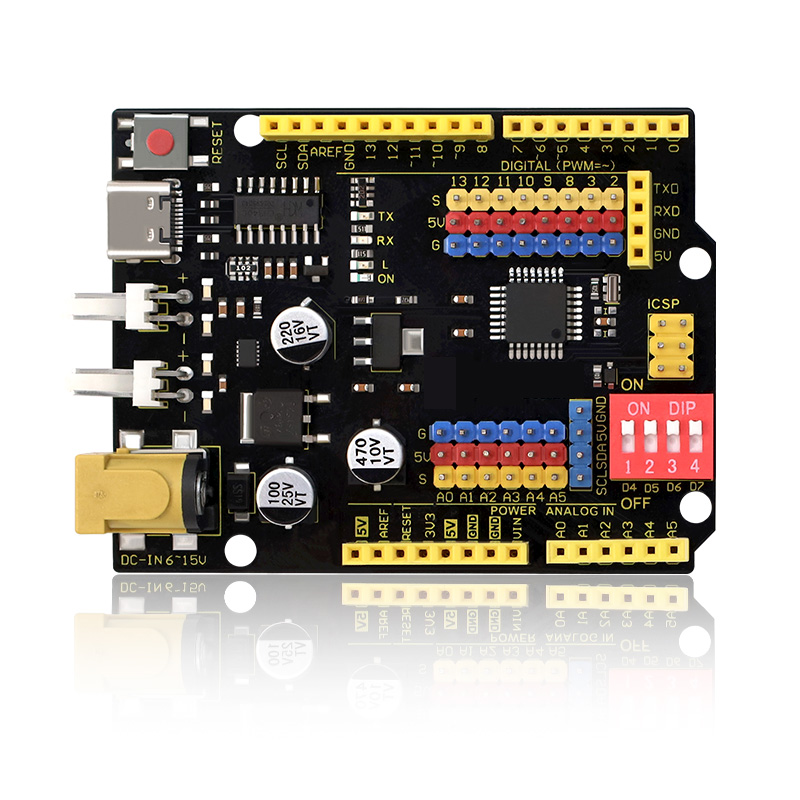 RESET
SCL
SDA
AREF
GND
13
12
~11
~10
~9
8
7
~6
~5
4
~3
2
1
0
DIGITAL (PWM=~)
13 12 11 10 9 8 3 2
S
5V
G
TXD
RXD
GND
5V
TX
RX
L
ON
102
+
-
+
-
220
16V
VT
ICSP
470
10V
VT
100
25V
VT
G
5V
S
A0 A1 A2 A3 A4 A5
SCL SDA 5V GND
ON
ON DIP
1 2 3 4
D4 D5 D6 D7
OFF
POWER ANALOG IN
5V
AREF
RESET
3V3
5V
GND
GND
VIN
A0
A1
A2
A3
A4
A5
DC-IN 6~15V